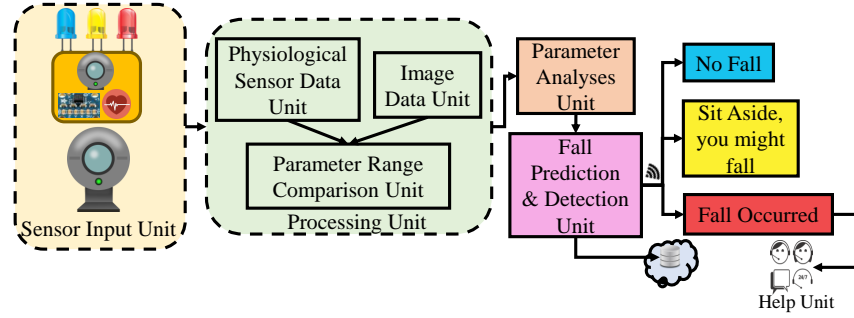 Sensor Input Unit
Physiological
Sensor Data
Unit
Image
Data Unit
Parameter Range
Comparison Unit
Processing Unit
Parameter
Analyses
Unit
Fall
Prediction
& Detection
Unit
No Fall
Sit Aside,
you might
fall
Fall Occurred
24/7
Help Unit